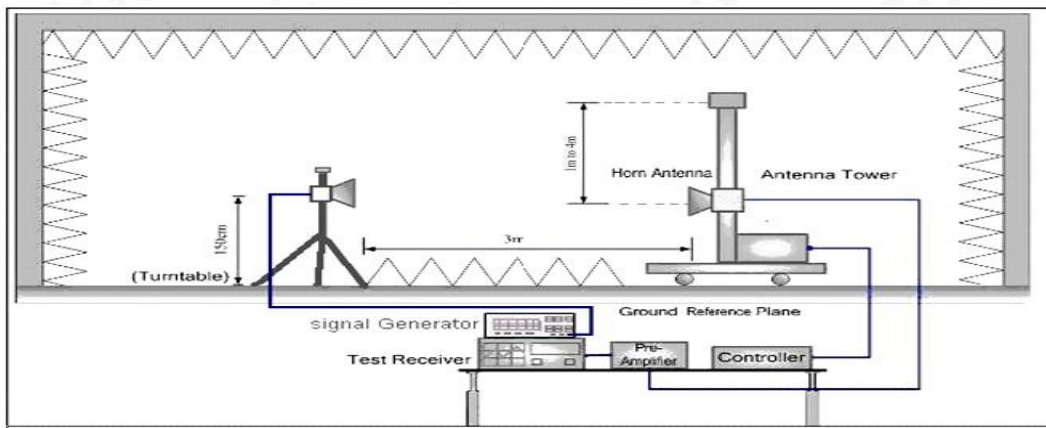 1m to 4m
Horn Antenna
Antenna Tower
150cm
3m
(Turntable)
Ground Reference Plane
signal Generator
Test Receiver
Pre-
Amplifier
Controller